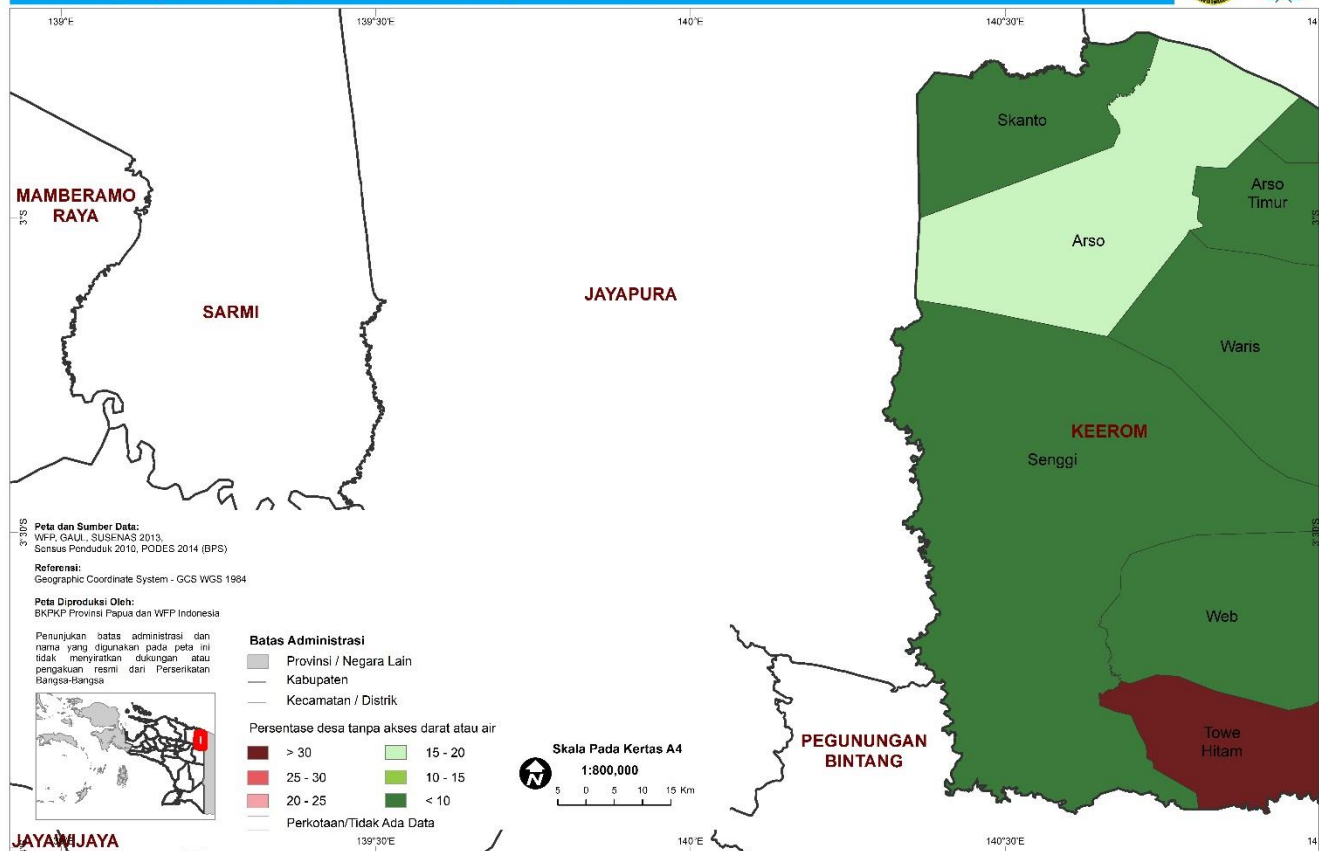 139°E
139°30'E
140°E
140°30'E
14
Skanto
MAMBERAMO
RAYA
3°S
Arso
Timur
3°S
Arso
SARMI
JAYAPURA
Waris
KEEROM
Senggi
3°30'S
3°30'S
Web
Towe
Hitam
PEGUNUNGAN
BINTANG
JAYAWIJAYA
Peta dan Sumber Data:
WFP, GAUL, SUSENAS 2013,
Sensus Penduduk 2010, PODES 2014 (BPS)
Referensi:
Geographic Coordinate System - GCS WGS 1984
Peta Diproduksi Oleh:
BKPKP Provinsi Papua dan WFP Indonesia
Penunjukan batas administrasi dan
nama yang digunakan pada peta ini
tidak menyiratkan dukungan atau
pengakuan resmi dari Perserikatan
Bangsa-Bangsa
Batas Administrasi
Provinsi / Negara Lain
Kabupaten
Kecamatan / Distrik
Persentase desa tanpa akses darat atau air
> 30
15 - 20
25 - 30
10 - 15
20 - 25
< 10
Perkotaan/Tidak Ada Data
N
Skala Pada Kertas A4
1:800,000
5 0 5 10 15 Km
139°30'E
140°E
140°30'E
14